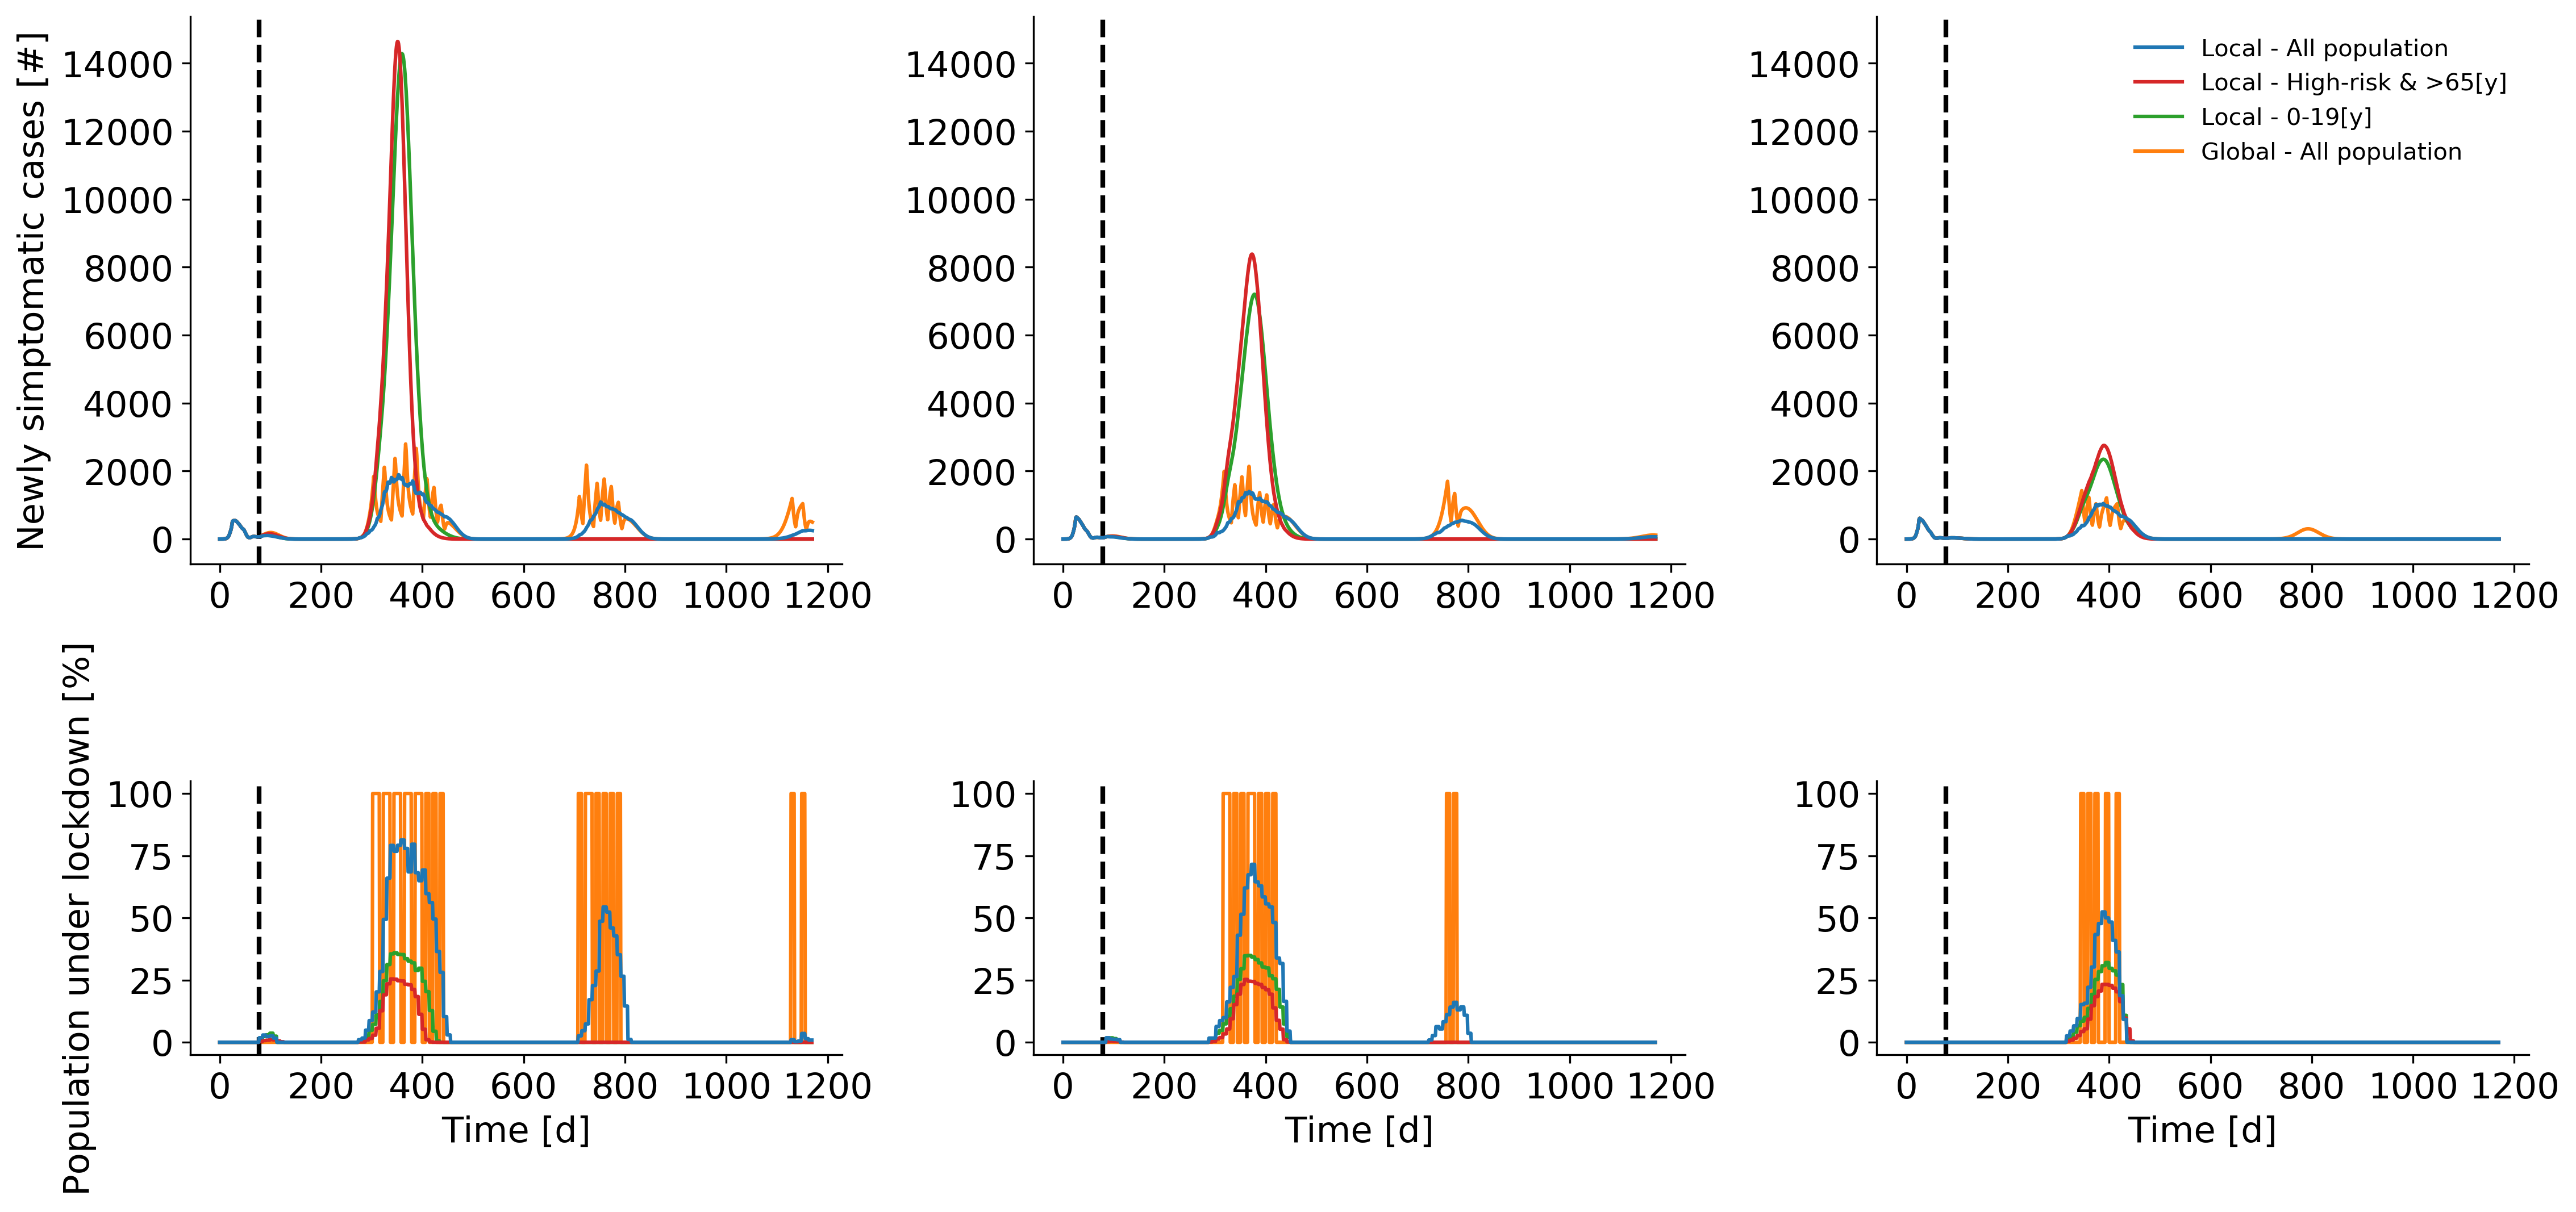 Newly simptomatic cases [#]
14000
12000
10000
8000
6000
4000
2000
0
0 200 400 600 800 1000 1200
14000
12000
10000
8000
6000
4000
2000
0
0 200 400 600 800 1000 1200
14000
12000
10000
8000
6000
4000
2000
0
0 200 400 600 800 1000 1200
Local - All population
Local - High-risk & >65[y]
Local - 0-19[y]
Global - All population
Population under lockdown [%]
100
75
50
25
0
0 200 400 600 800 1000 1200
Time [d]
100
75
50
25
0
0 200 400 600 800 1000 1200
Time [d]
100
75
50
25
0
0 200 400 600 800 1000 1200
Time [d]